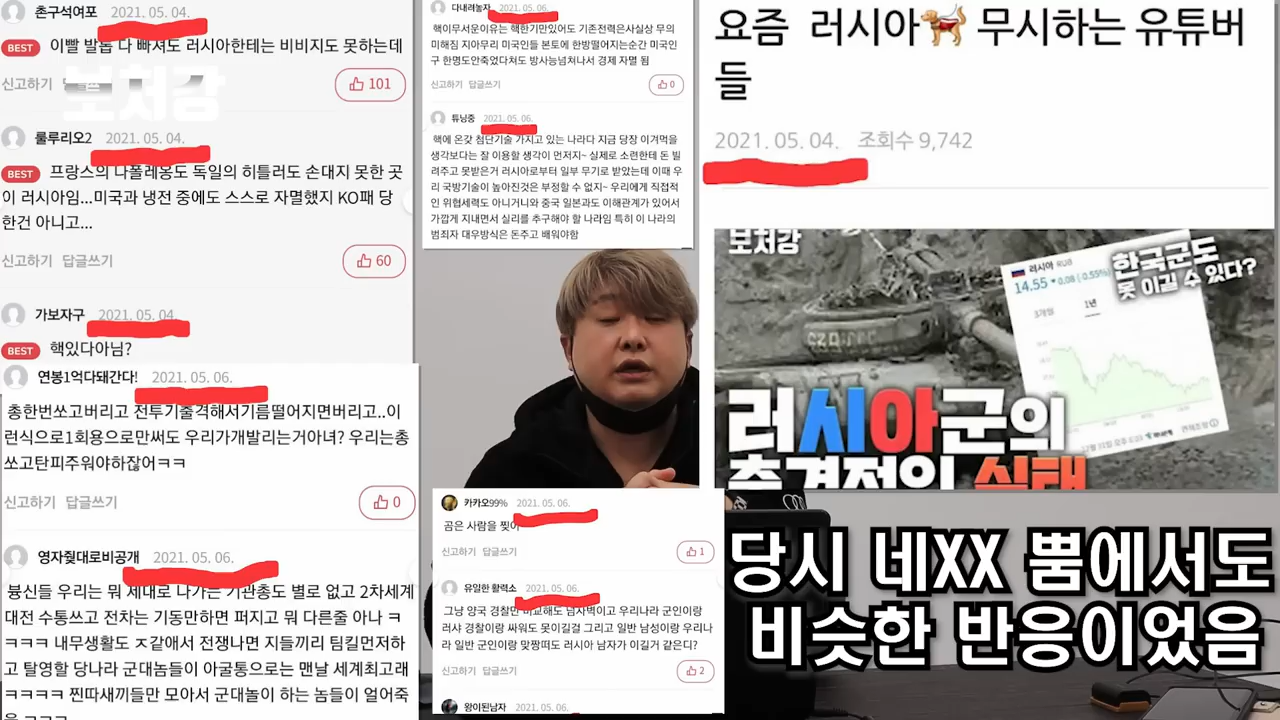 촌구석여포 2021. 05. 04.
BEST 이빨 발톱 다 빠져도 러시아한테는 비비지도 못하는데
신고하기
101
보처강
룰루리오2 2021. 05. 04.
BEST 프랑스의 나폴레옹도 독일의 히틀러도 손대지 못한 곳
이 러시아임...미국과 냉전 중에도 스스로 자멸했지 KO패 당
한건 아니고...
신고하기 답글쓰기
60
가보자구 2021. 05. 04.
BEST 핵있다아님?
연봉1억다돼간다! 2021. 05. 06.
총한번쏘고버리고 전투기출격해서기름떨어지면버리고..이
런식으로1회용으로만써도 우리가개발리는거아녀? 우리는총
쏘고탄피주워야하잖어ㅋㅋ
신고하기 답글쓰기
0
영자줮대로비공개 2021. 05. 06.
븅신들 우리는 뭐 제대로 나가는 기관총도 별로 없고 2차세계
대전 수통쓰고 전차는 기동만하면 퍼지고 뭐 다른줄 아나 ㅋ
ㅋㅋㅋ 내무생활도 ㅈ같애서 전쟁나면 지들끼리 팀킬먼저하
고 탈영할 당나라 군대놈들이 아굴통으로는 맨날 세계최고래
ㅋㅋㅋㅋ 찐따새끼들만 모아서 군대놀이 하는 놈들이 얼어죽
다내려놓자 2021. 05. 06.
핵이무서운이유는 핵한기만있어도 기존전력은사실상 무의
미해짐 지아무리 미국인들 본토에 한방떨어지는순간 미국인
구 한명도안죽었다쳐도 방사능넘쳐나서 경제 자멸 됨
신고하기 답글쓰기
0
튜닝중 2021. 05. 06.
핵에 온갖 첨단기술 가지고 있는 나라다 지금 당장 이겨먹을
생각보다는 잘 이용할 생각이 먼저지~ 실제로 소련한테 돈 빌
려주고 못받은거 러시아로부터 일부 무기로 받았는데 이때 우
리 국방기술이 높아진것은 부정할 수 없지~ 우리에게 직접적
인 위협세력도 아니거니와 중국 일본과도 이해관계가 있어서
가깝게 지내면서 실리를 추구해야 할 나라임 특히 이 나라의
범죄자 대우방식은 돈주고 배워야함
카카오99% 2021. 05. 06.
곰은 사람을 찢어
신고하기 답글쓰기
1
유일한 활력소 2021. 05. 06.
그냥 양국 경찰만 비교해도 넘사벽이고 우리나라 군인이랑
러샤 경찰이랑 싸워도 못이길걸 그리고 일반 남성이랑 우리나
라 일반 군인이랑 맞짱떠도 러시아 남자가 이길거 같은디?
신고하기 답글쓰기
2
왕이된남자 2021. 05. 06.
요즘 러시아 무시하는 유튜버
들
2021. 05. 04. 조회수 9,742
보처강
러시아 RUB
14.55 0.08 (0.55%)
3개월 1년
한국군도
못 이길 수 있다?
러시아군의
충격적인 실태
당시 네XX 뿜에서도
비슷한 반응이었음